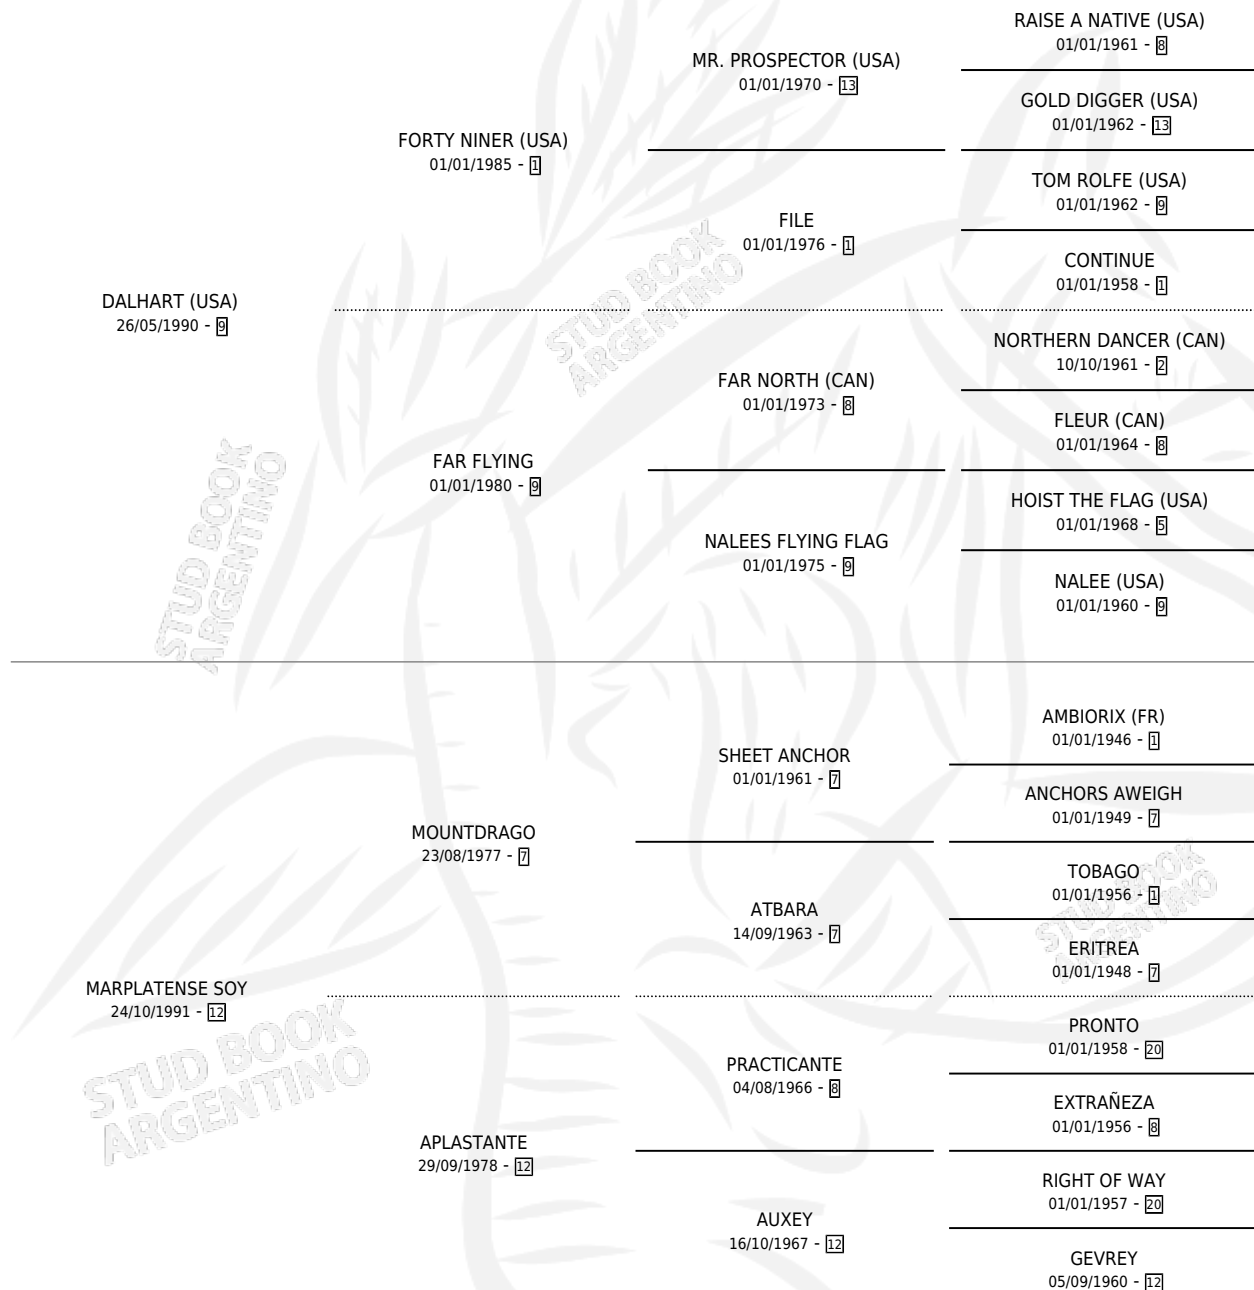 RAISE A NATIVE (USA)
01/01/1961 - 8
MR. PROSPECTOR (USA)
01/01/1970 - 13
GOLD DIGGER (USA)
01/01/1962 - 13
FORTY NINER (USA)
01/01/1985 - 1
TOM ROLFE (USA)
01/01/1962 - 9
FILE
01/01/1976 - 1
CONTINUE
01/01/1958 - 1
DALHART (USA)
26/05/1990 - 9
NORTHERN DANCER (CAN)
10/10/1961 - 2
FAR NORTH (CAN)
01/01/1973 - 8
FLEUR (CAN)
01/01/1964 - 8
FAR FLYING
01/01/1980 - 9
HOIST THE FLAG (USA)
01/01/1968 - 5
NALEES FLYING FLAG
01/01/1975 - 9
NALEE (USA)
01/01/1960 - 9
AMBIORIX (FR)
01/01/1946 - 1
SHEET ANCHOR
01/01/1961 - 7
ANCHORS AWEIGH
01/01/1949 - 7
MOUNTDRAGO
23/08/1977 - 7
TOBAGO
01/01/1956 - 1
ATBARA
14/09/1963 - 7
ERITREA
01/01/1948 - 7
MARPLATENSE SOY
24/10/1991 - 12
PRONTO
01/01/1958 - 20
PRACTICANTE
04/08/1966 - 8
EXTRAÑEZA
01/01/1956 - 8
APLASTANTE
29/09/1978 - 12
RIGHT OF WAY
01/01/1957 - 20
AUXEY
16/10/1967 - 12
GEVREY
05/09/1960 - 12
STUD BOOK
ARGENTINO
STUD BOOK
ARGENTINO
STUD BOOK
ARGENTINO
STUD BOOK
ARGENTINO